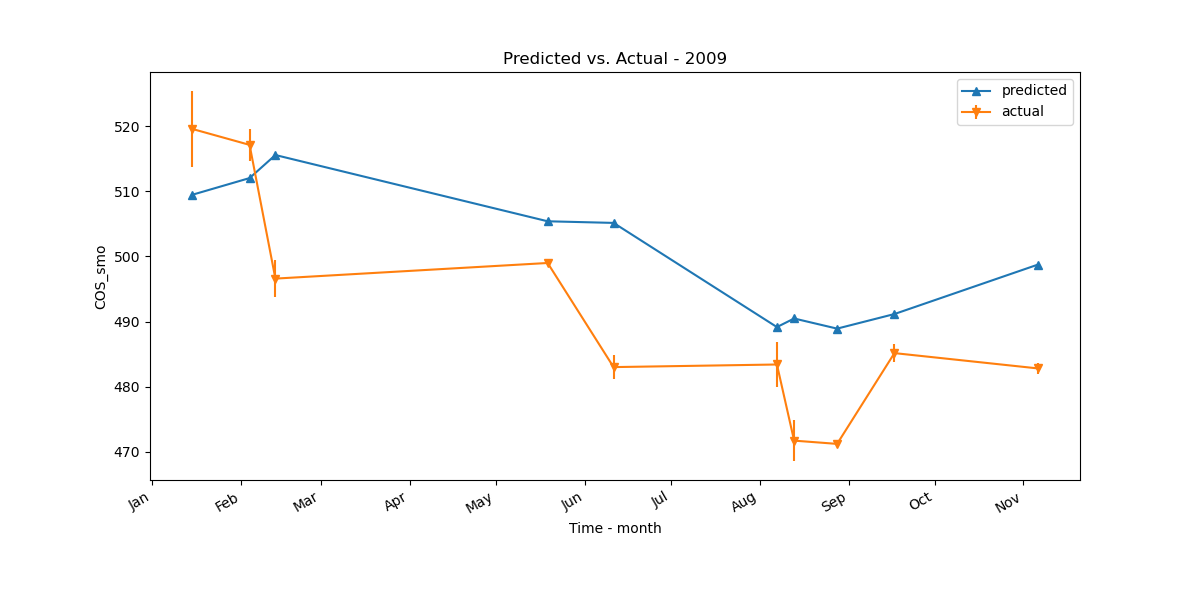 Predicted vs. Actual - 2009
predicted
actual
520
510
500
490
480
470
COS_smo
Jan
Feb
Mar
Apr
May
Jun
Jul
Aug
Sep
Oct
Nov
Time - month